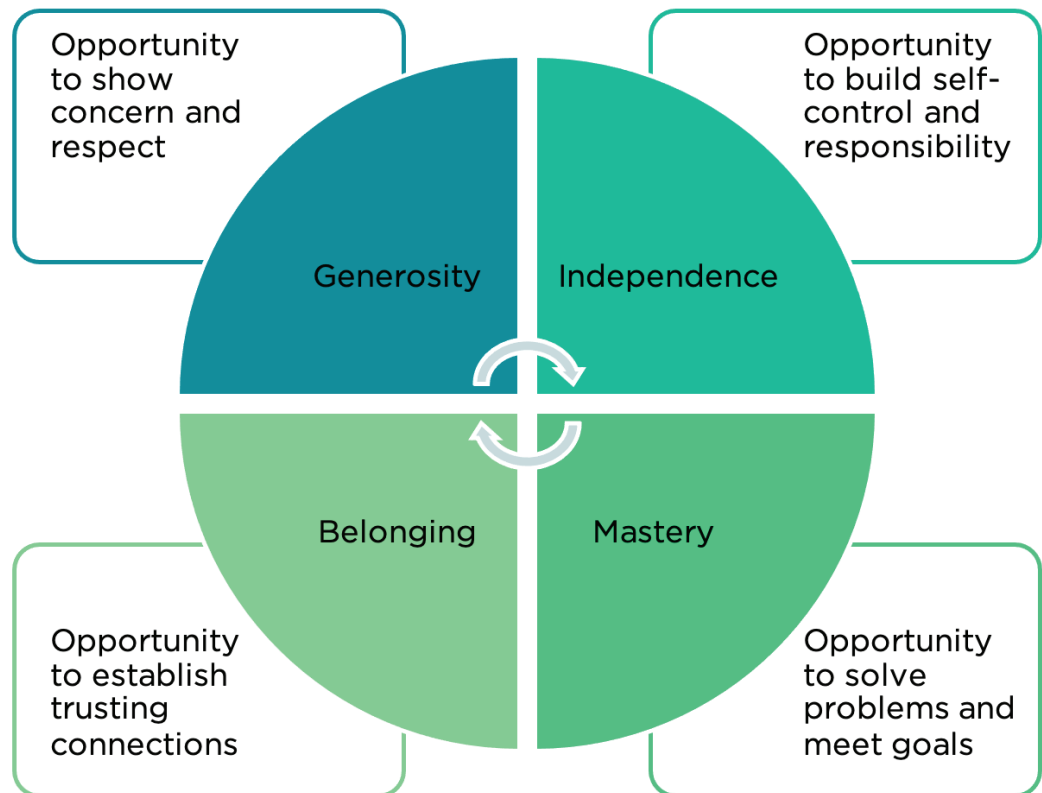 Opportunity
to show
concern and
respect
Opportunity
to build self-
control and
responsibility
Generosity
Independence
Belonging
Mastery
Opportunity
to establish
trusting
connections
Opportunity
to solve
problems and
meet goals